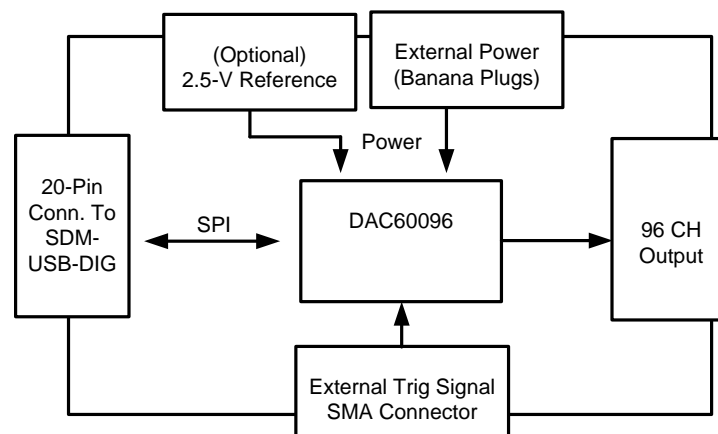 (Optional)
2.5-V Reference
External Power
(Banana Plugs)
Power
20-Pin
Conn. To
SDM-
USB-DIG
SPI
DAC60096
96 CH
Output
External Trig Signal
SMA Connector